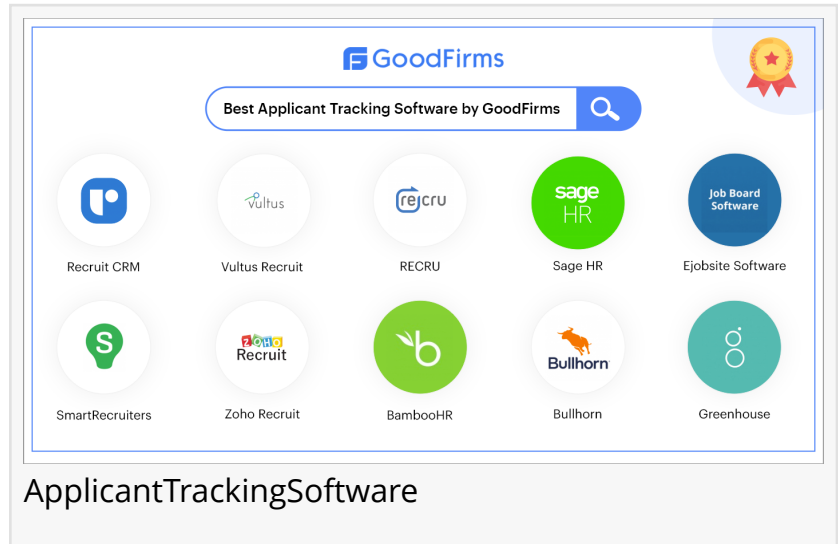 GoodFirms
Best Applicant Tracking Software by GoodFirms
Vultus
recru
sage
HR
Job Board
Software
Recruit CRM
Vultus Recruit
RECRU
Sage HR
Ejobsite Software
S
ZOHO
Recruit
b
Bullhorn
SmartRecruiters
Zoho Recruit
BambooHR
Bullhorn
Greenhouse
ApplicantTrackingSoftware